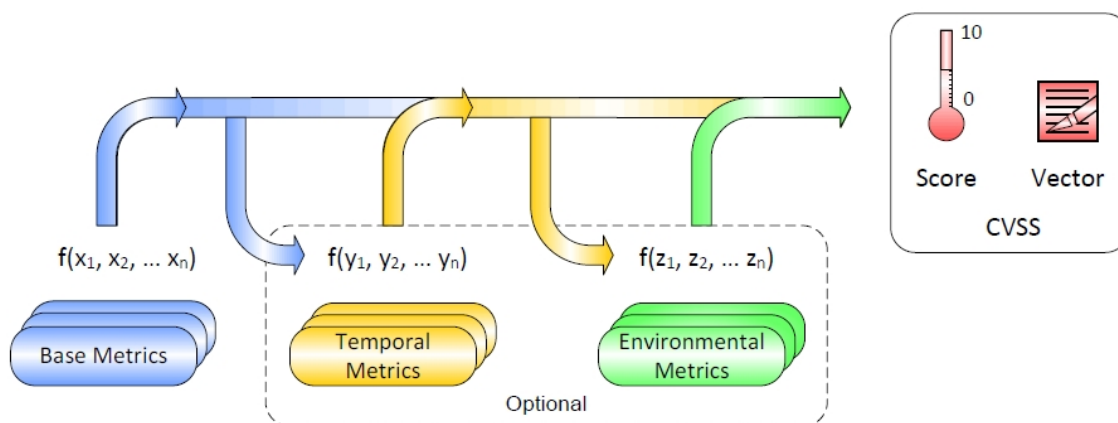 10
0
Score Vector
CVSS
f(x₁, x₂, ... xₙ) f(y₁, y₂, ... yₙ) f(z₁, z₂, ... zₙ)
Base Metrics
Temporal
Metrics
Environmental
Metrics
Optional